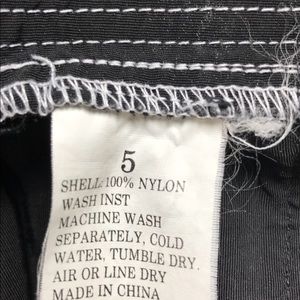 5
SHELL: 100% NYLON
WASH INST
MACHINE WASH
SEPARATELY, COLD
WATER, TUMBLE DRY.
AIR OR LINE DRY
MADE IN CHINA